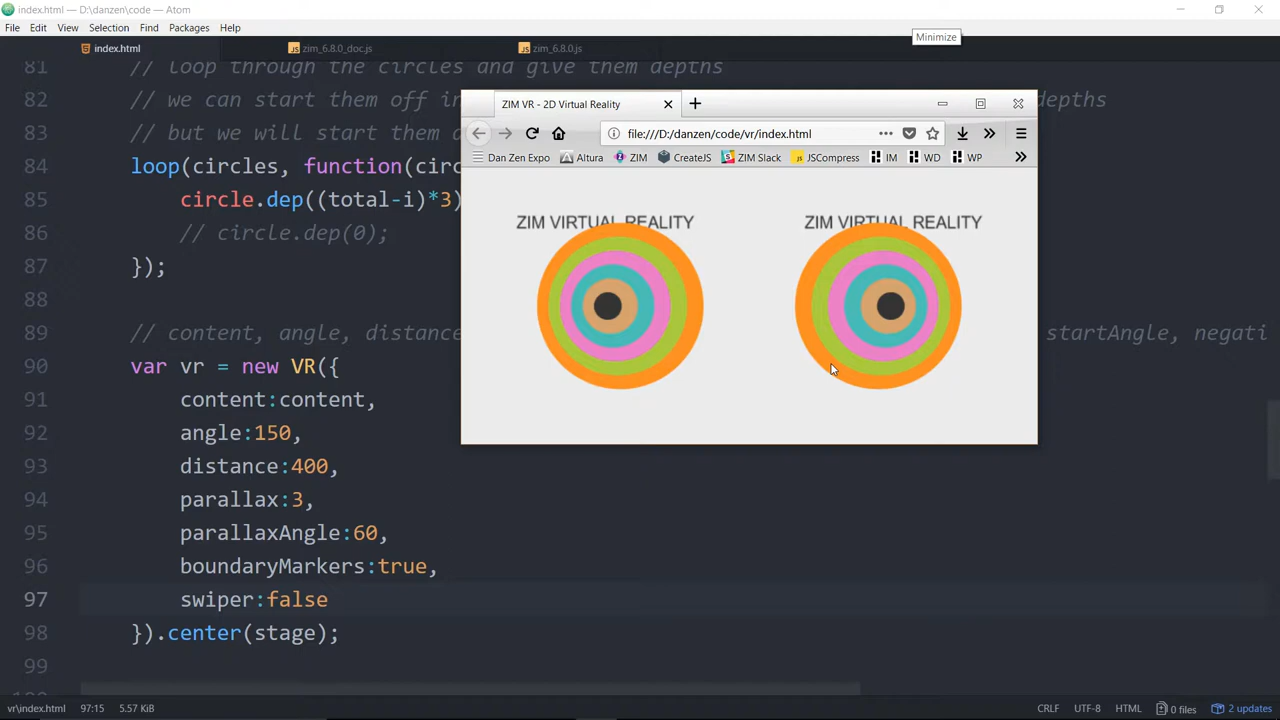 index.html — D:\danzen\code — Atom
File Edit View Selection Find Packages Help
Minimize
index.html zim_6.8.0_doc.js zim_6.8.0.js
81 // loop through the circles and give them depths
82 // we can start them off in depths
83 // but we will start them
84 loop(circles, function(circ
85 circle.dep((total-i)*3)
86 // circle.dep(0);
87 });
88
89 // content, angle, distance startAngle, negati
90 var vr = new VR({
91 content:content,
92 angle:150,
93 distance:400,
94 parallax:3,
95 parallaxAngle:60,
96 boundaryMarkers:true,
97 swiper:false
98 }).center(stage);
99
ZIM VR - 2D Virtual Reality
file:///D:/danzen/code/vr/index.html
Dan Zen Expo Altura ZIM CreateJS ZIM Slack JSCompress IM WD WP
ZIM VIRTUAL REALITY ZIM VIRTUAL REALITY
vr\index.html 97:15 5.57 KiB CRLF UTF-8 HTML 0 files 2 updates